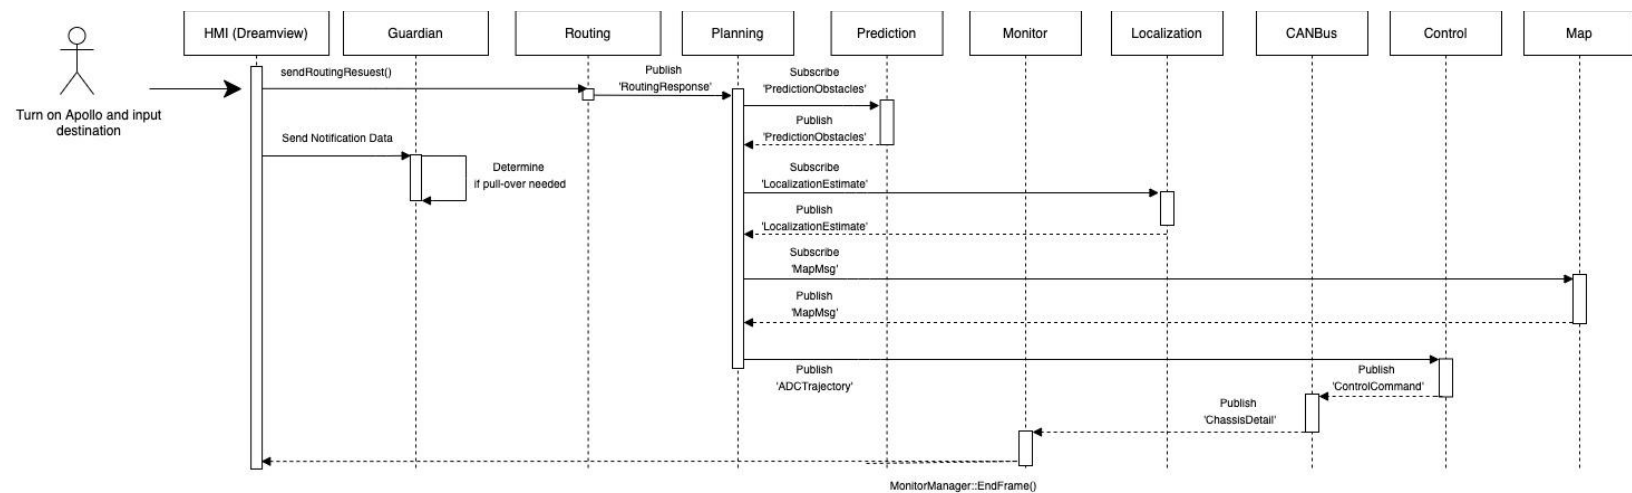 HMI (Dreamview)
Guardian
Routing
Planning
Prediction
Monitor
Localization
CANBus
Control
Map
Turn on Apollo and input
destination
sendRoutingResuest()
Publish
'RoutingResponse'
Subscribe
'PredictionObstacles'
Publish
'PredictionObstacles'
Send Notification Data
Determine
if pull-over needed
Subscribe
'LocalizationEstimate'
Publish
'LocalizationEstimate'
Subscribe
'MapMsg'
Publish
'MapMsg'
Publish
'ADCTrajectory'
Publish
'ControlCommand'
Publish
'ChassisDetail'
MonitorManager::EndFrame()